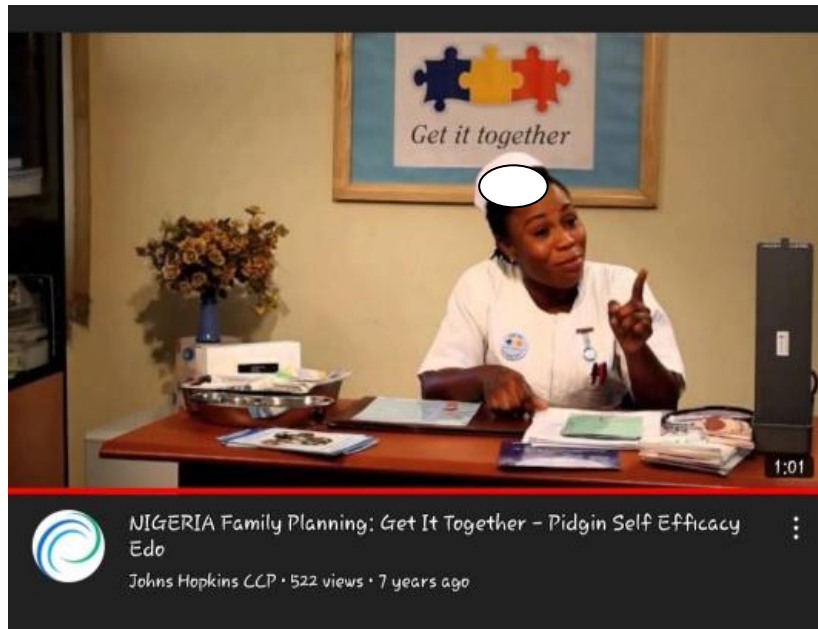 Get it together
1:01
NIGERIA Family Planning: Get It Together - Pidgin Self Efficacy
Edo
Johns Hopkins CCP • 522 views • 7 years ago